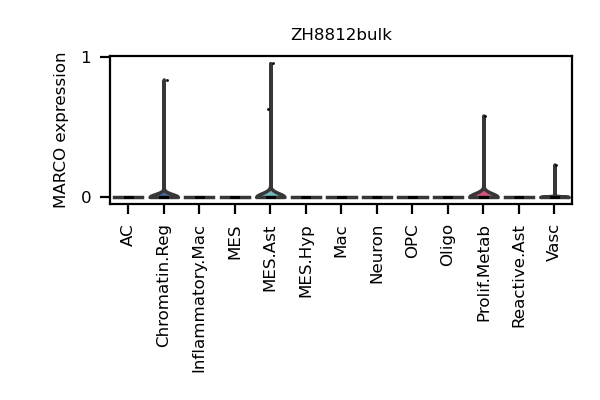 ZH8812bulk
MARCO expression
1
0
AC
Chromatin.Reg
Inflammatory.Mac
MES
MES.Ast
MES.Hyp
Mac
Neuron
OPC
Oligo
Prolif.Metab
Reactive.Ast
Vasc